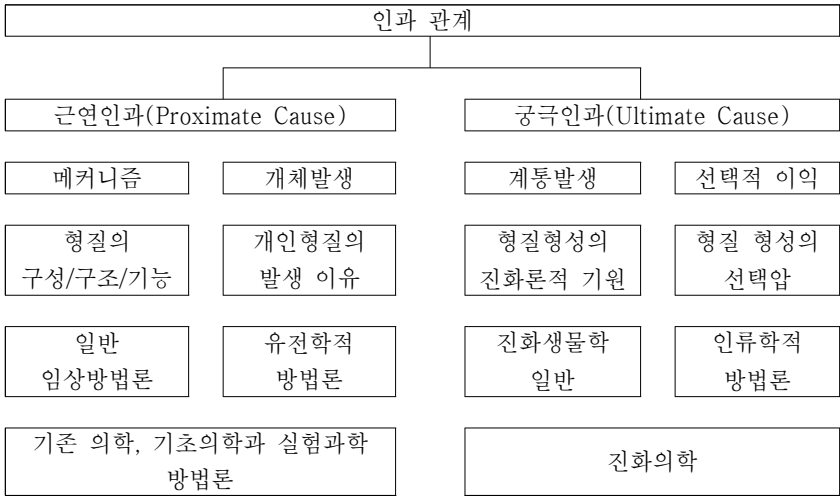 인과 관계
근연인과(Proximate Cause)
궁극인과(Ultimate Cause)
메커니즘
개체발생
계통발생
선택적 이익
형질의
구성/구조/기능
개인형질의
발생 이유
형질형성의
진화론적 기원
형질 형성의
선택압
일반
임상방법론
유전학적
방법론
진화생물학
일반
인류학적
방법론
기존 의학, 기초의학과 실험과학
방법론
진화의학